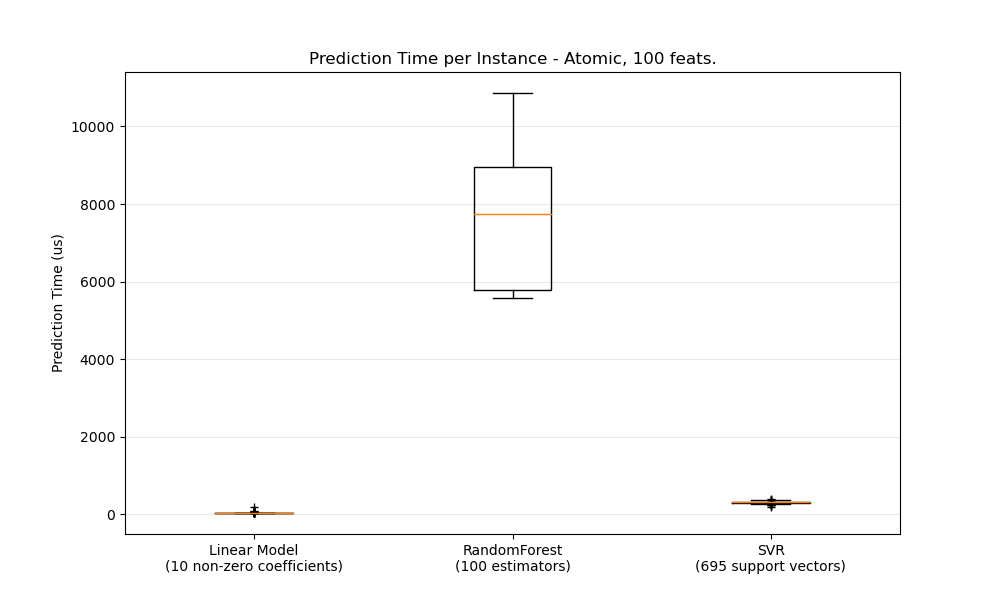 Prediction Time per Instance - Atomic, 100 feats.
Prediction Time (us)
10000
8000
6000
4000
2000
0
Linear Model
(10 non-zero coefficients)
RandomForest
(100 estimators)
SVR
(695 support vectors)